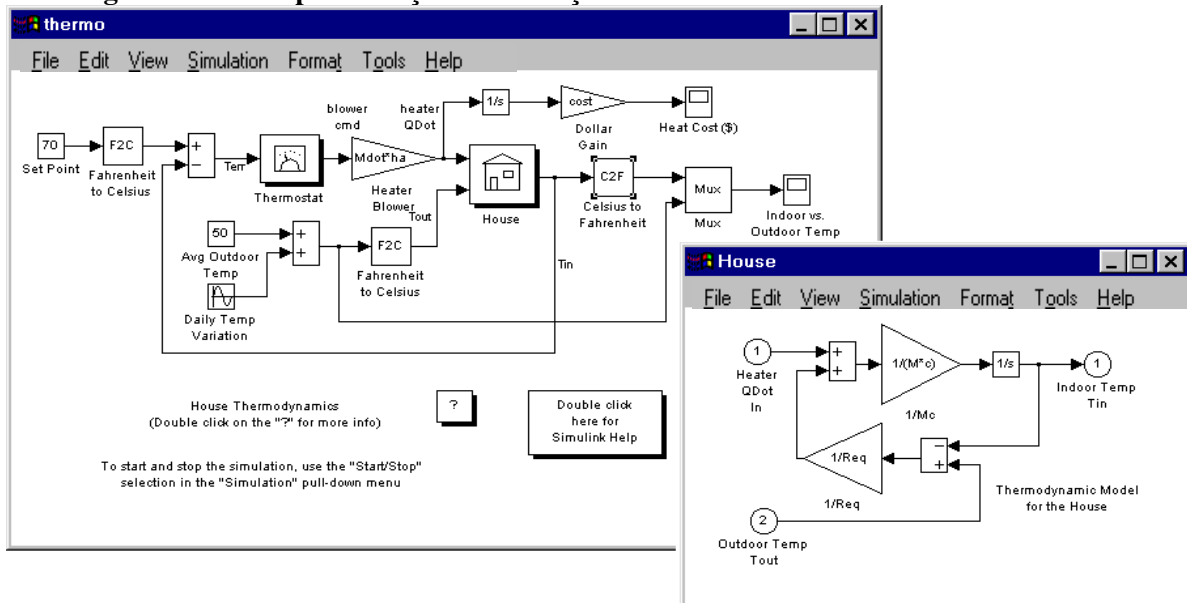 thermo
File Edit View Simulation Format Tools Help
blower
cmd
heater
QDot
1/s
cost
Dollar
Gain
Heat Cost ($)
70
Set Point
F2C
Fahrenheit
to Celsius
+
−
Terr
Thermostat
Mdot*ha
Heater
Blower
Tout
House
C2F
Celsius to
Fahrenheit
Mux
Mux
Indoor vs.
Outdoor Temp
50
Avg Outdoor
Temp
+
+
F2C
Fahrenheit
to Celsius
Tin
Daily Temp
Variation
House Thermodynamics
(Double click on the "?" for more info)
?
Double click
here for
Simulink Help
To start and stop the simulation, use the "Start/Stop"
selection in the "Simulation" pull-down menu
House
File Edit View Simulation Format Tools Help
1
Heater
QDot
In
+
+
1/(M*c)
1/Mc
1/s
1
Indoor Temp
Tin
1/Req
1/Req
−
+
Thermodynamic Model
for the House
2
Outdoor Temp
Tout